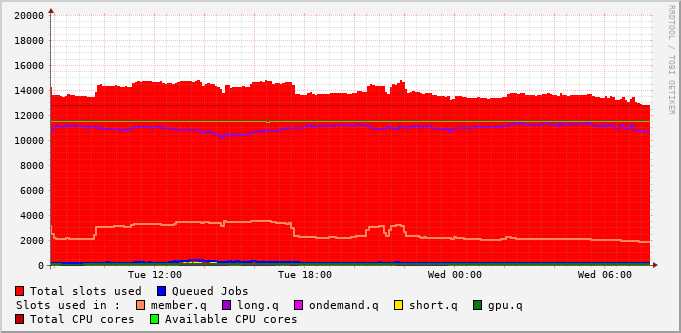 20000
18000
16000
14000
12000
10000
8000
6000
4000
2000
0
Tue 12:00 Tue 18:00 Wed 00:00 Wed 06:00
RRDTOOL / TOBI OETIKER
Total slots used Queued Jobs
Slots used in : member.q long.q ondemand.q short.q gpu.q
Total CPU cores Available CPU cores